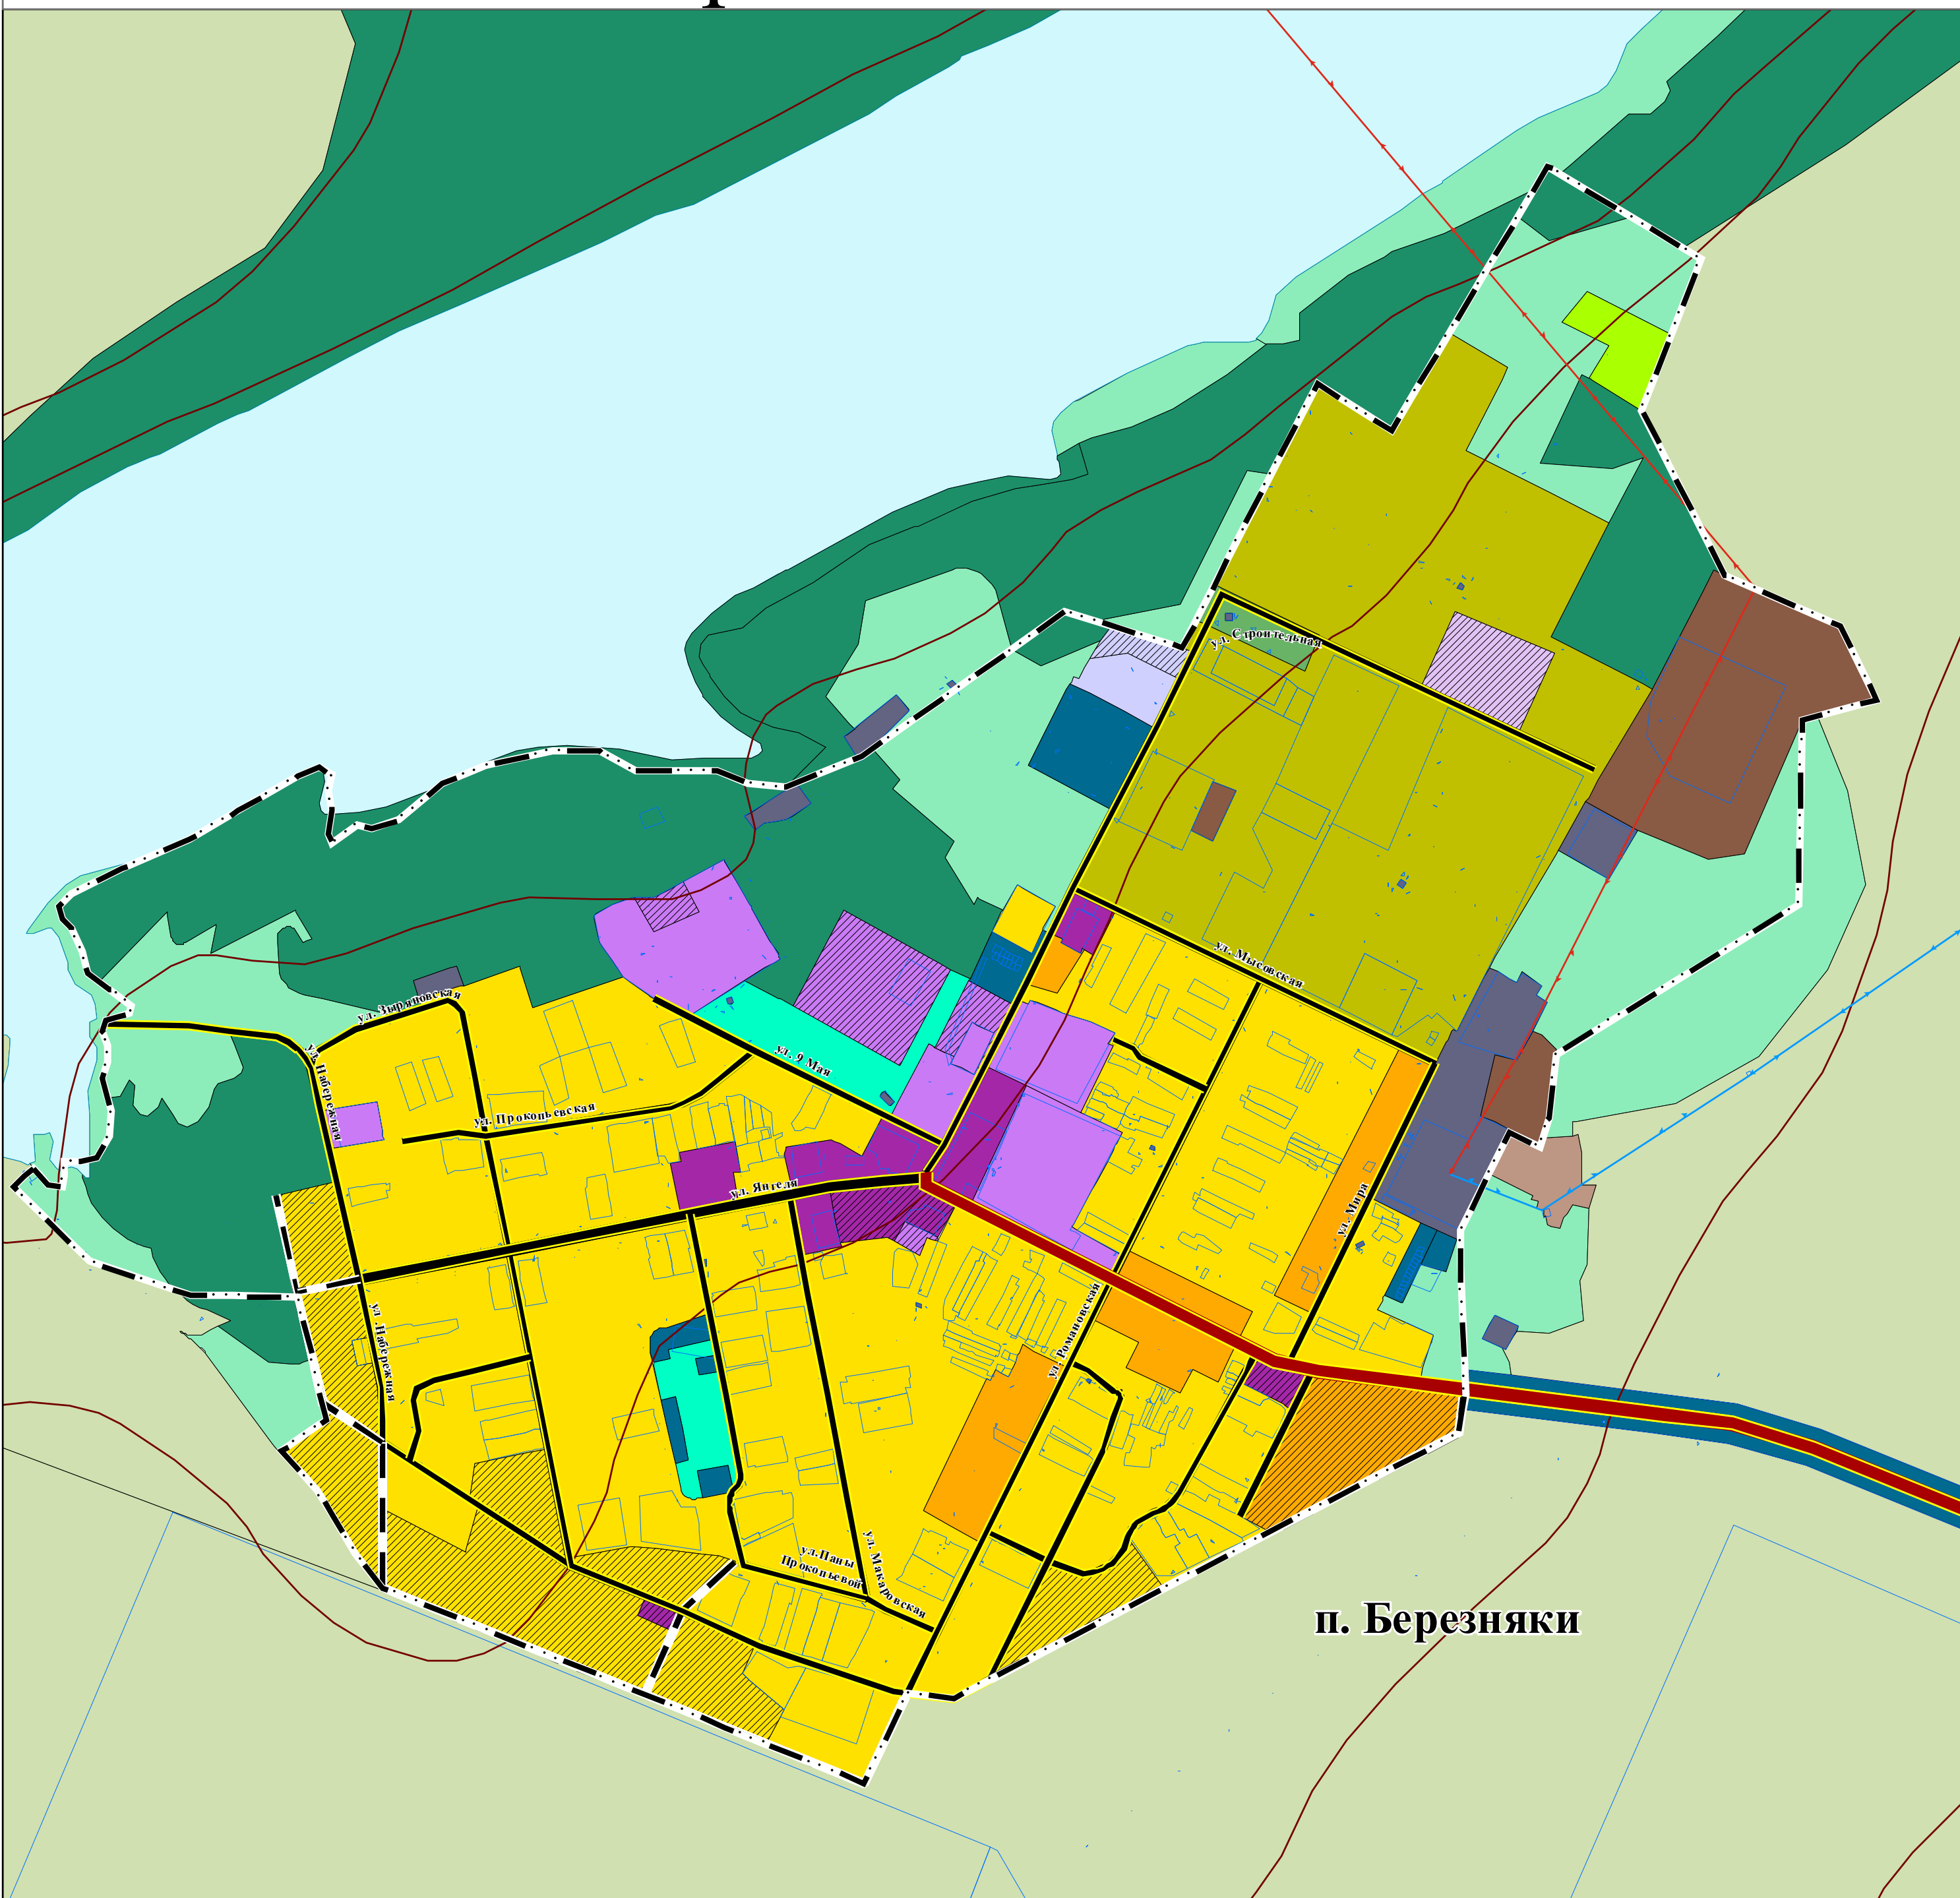 ул. Строительная
ул. Мысовская
ул. Зыряновская
ул. Набережная
ул. 9 Мая
ул. Прокопьевская
ул. Янгеля
ул. Мира
ул. Романовская
ул. Набережная
ул.Паны
Прокопьевой
ул. Макаровская
п. Березняки